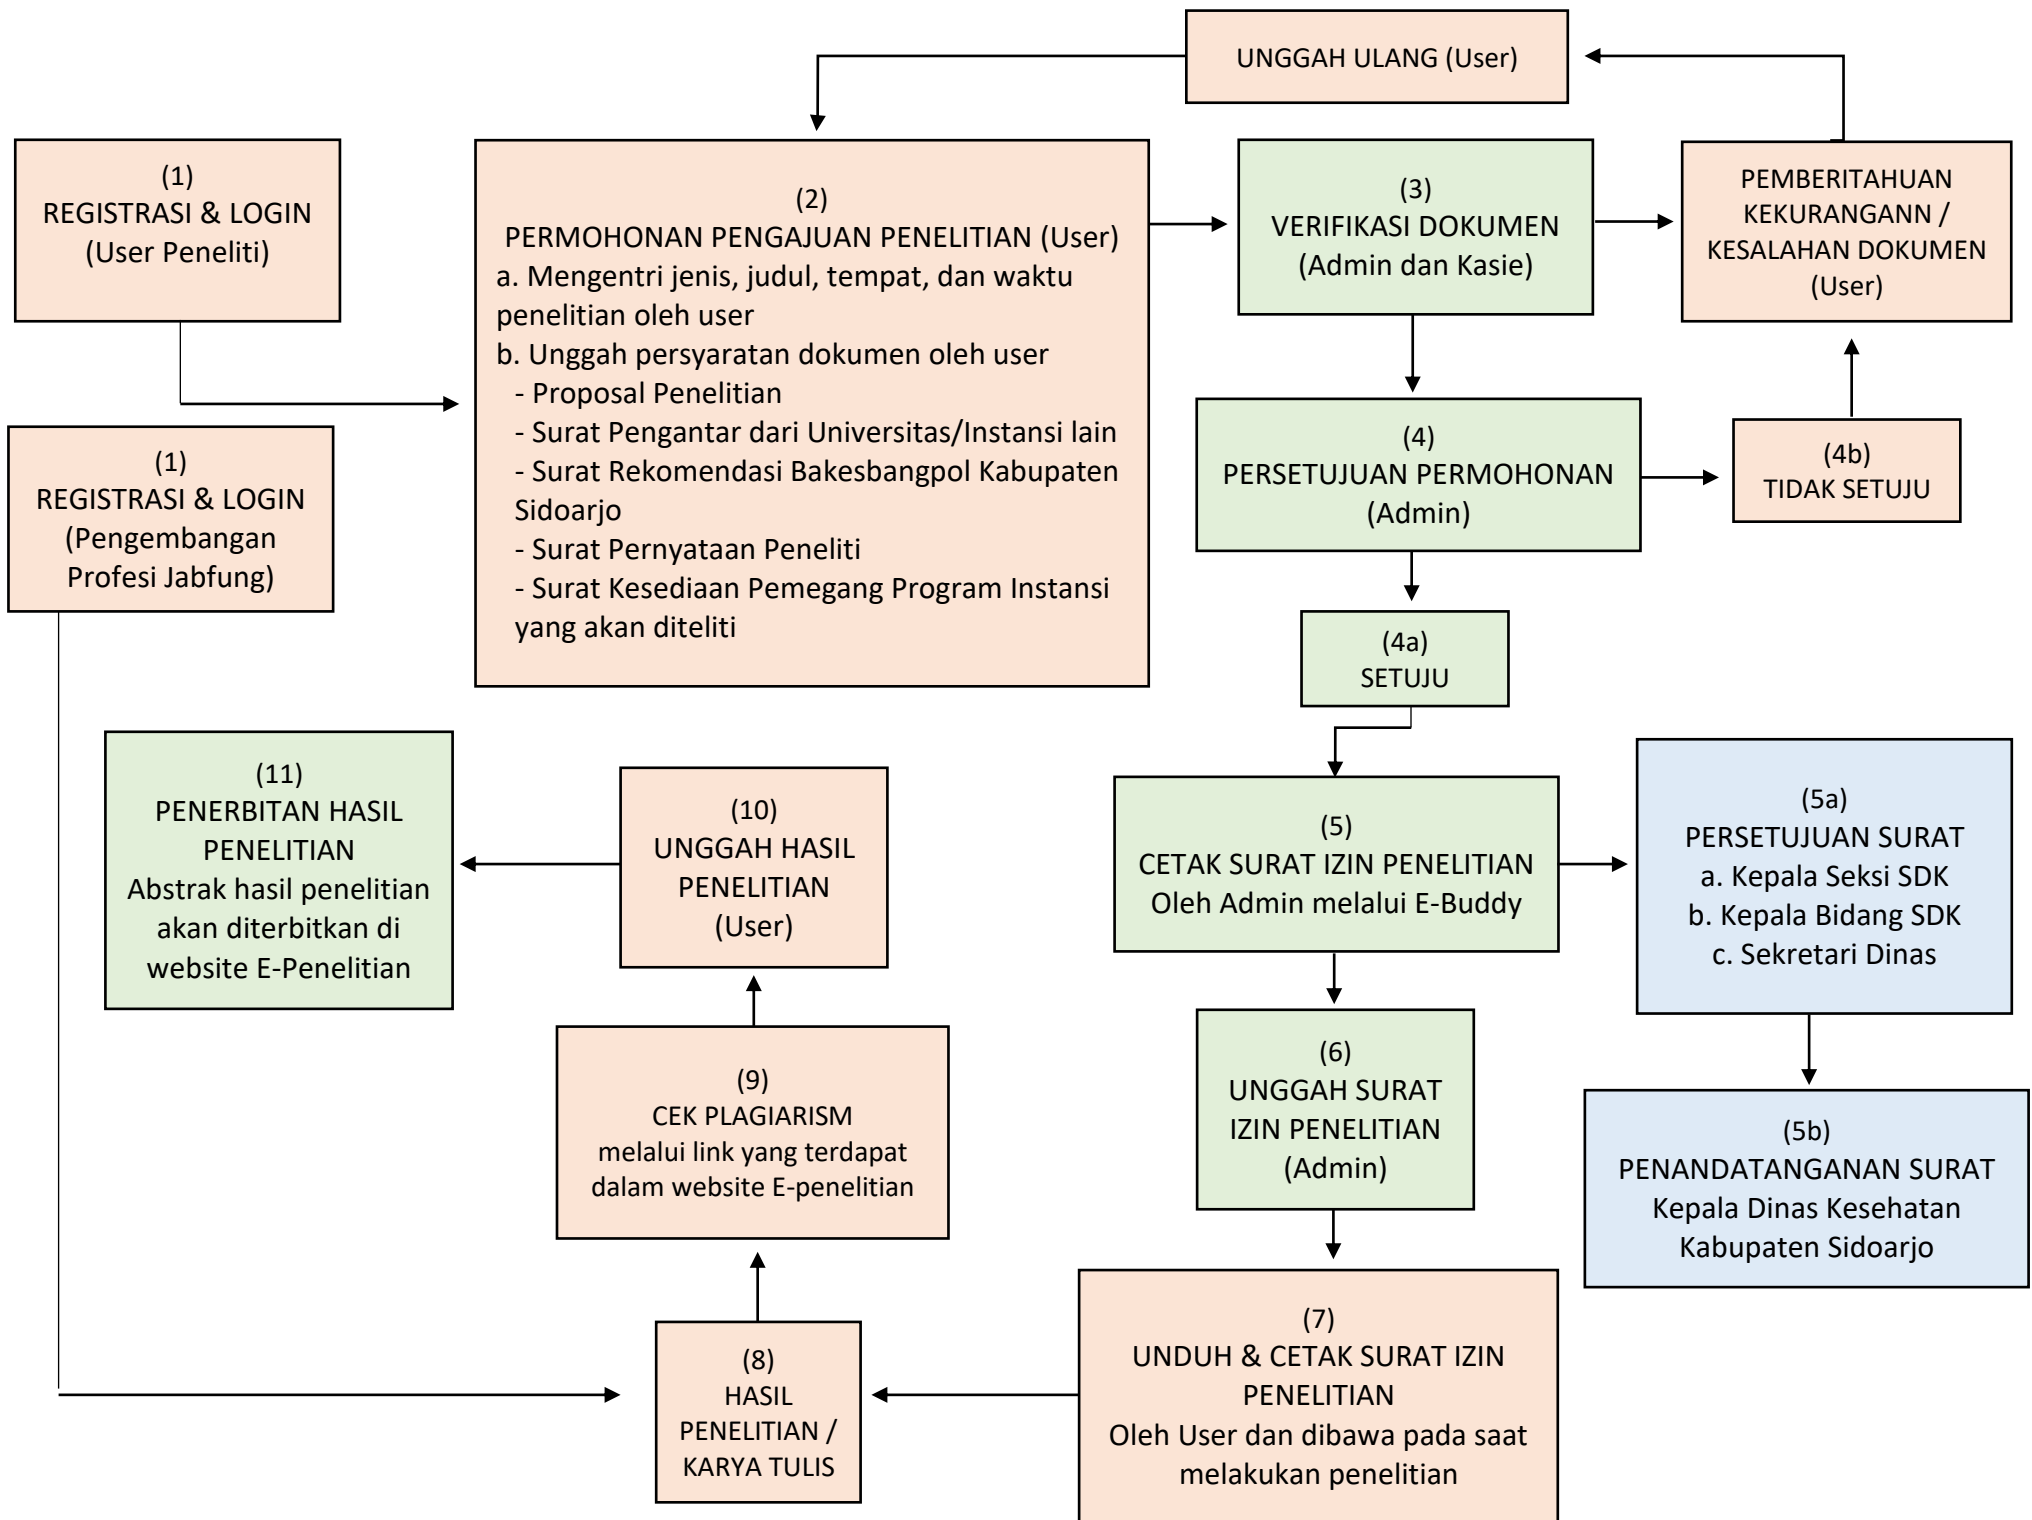 UNGGAH ULANG (User)
(1)
REGISTRASI & LOGIN
(User Peneliti)
(1)
REGISTRASI & LOGIN
(Pengembangan
Profesi Jabfung)
(2)
PERMOHONAN PENGAJUAN PENELITIAN (User)
a. Mengentri jenis, judul, tempat, dan waktu
penelitian oleh user
b. Unggah persyaratan dokumen oleh user
- Proposal Penelitian
- Surat Pengantar dari Universitas/Instansi lain
- Surat Rekomendasi Bakesbangpol Kabupaten
Sidoarjo
- Surat Pernyataan Peneliti
- Surat Kesediaan Pemegang Program Instansi
yang akan diteliti
(3)
VERIFIKASI DOKUMEN
(Admin dan Kasie)
PEMBERITAHUAN
KEKURANGANN /
KESALAHAN DOKUMEN
(User)
(4)
PERSETUJUAN PERMOHONAN
(Admin)
(4b)
TIDAK SETUJU
(4a)
SETUJU
(5)
CETAK SURAT IZIN PENELITIAN
Oleh Admin melalui E-Buddy
(5a)
PERSETUJUAN SURAT
a. Kepala Seksi SDK
b. Kepala Bidang SDK
c. Sekretari Dinas
(5b)
PENANDATANGANAN SURAT
Kepala Dinas Kesehatan
Kabupaten Sidoarjo
(6)
UNGGAH SURAT
IZIN PENELITIAN
(Admin)
(7)
UNDUH & CETAK SURAT IZIN
PENELITIAN
Oleh User dan dibawa pada saat
melakukan penelitian
(8)
HASIL
PENELITIAN /
KARYA TULIS
(9)
CEK PLAGIARISM
melalui link yang terdapat
dalam website E-penelitian
(10)
UNGGAH HASIL
PENELITIAN
(User)
(11)
PENERBITAN HASIL
PENELITIAN
Abstrak hasil penelitian
akan diterbitkan di
website E-Penelitian